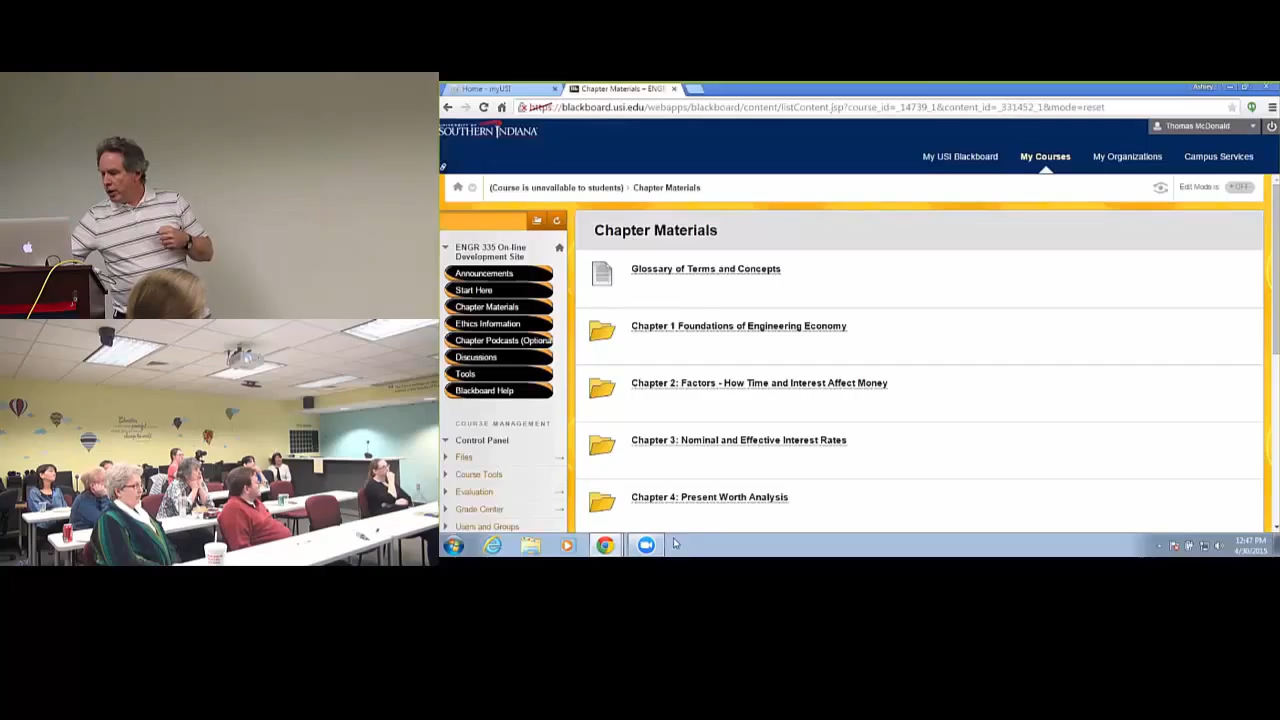 Home - myUSI
Chapter Materials – ENGR
https://blackboard.usi.edu/webapps/blackboard/content/listContent.jsp?course_id=_14739_1&content_id=_331452_1&mode=reset
SOUTHERN INDIANA
Thomas McDonald
My USI Blackboard
My Courses
My Organizations
Campus Services
(Course is unavailable to students)
Chapter Materials
Edit Mode is:
OFF
ENGR 335 On-line
Development Site
Announcements
Start Here
Chapter Materials
Ethics Information
Chapter Podcasts (Optiona
Discussions
Tools
Blackboard Help
COURSE MANAGEMENT
Control Panel
Files
Course Tools
Evaluation
Grade Center
Users and Groups
Chapter Materials
Glossary of Terms and Concepts
Chapter 1 Foundations of Engineering Economy
Chapter 2: Factors - How Time and Interest Affect Money
Chapter 3: Nominal and Effective Interest Rates
Chapter 4: Present Worth Analysis
12:47 PM
4/30/2015